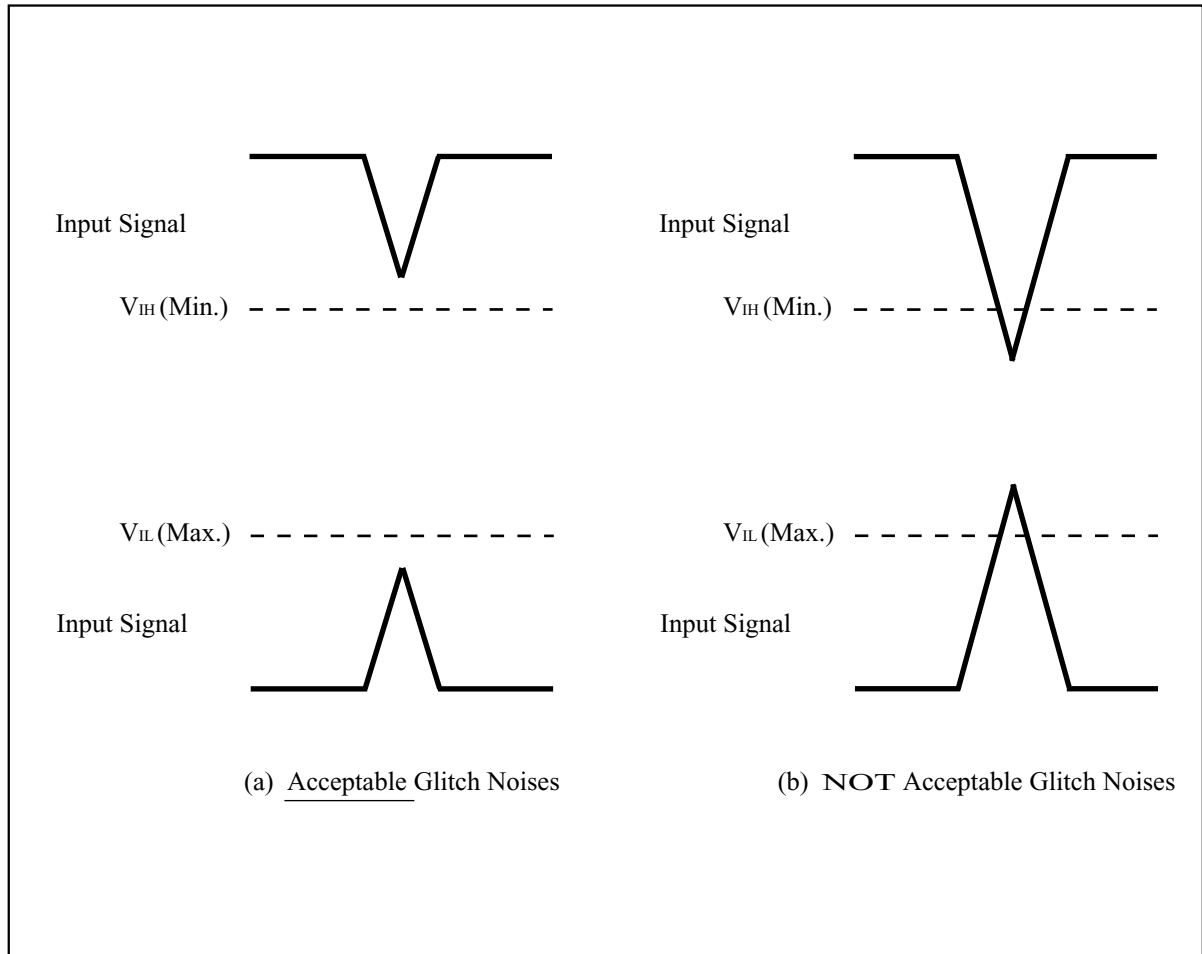 Input Signal
VIH (Min.)
VIL (Max.)
Input Signal
(a) Acceptable Glitch Noises
Input Signal
VIH (Min.)
VIL (Max.)
Input Signal
(b) NOT Acceptable Glitch Noises